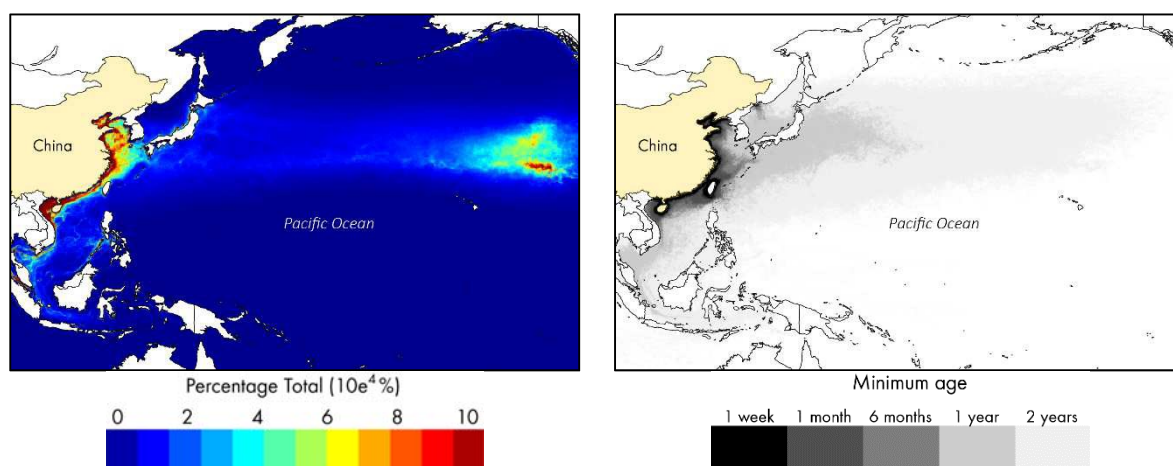 China
Pacific Ocean
Percentage Total (10e⁴%)
0 2 4 6 8 10
China
Pacific Ocean
Minimum age
1 week 1 month 6 months 1 year 2 years